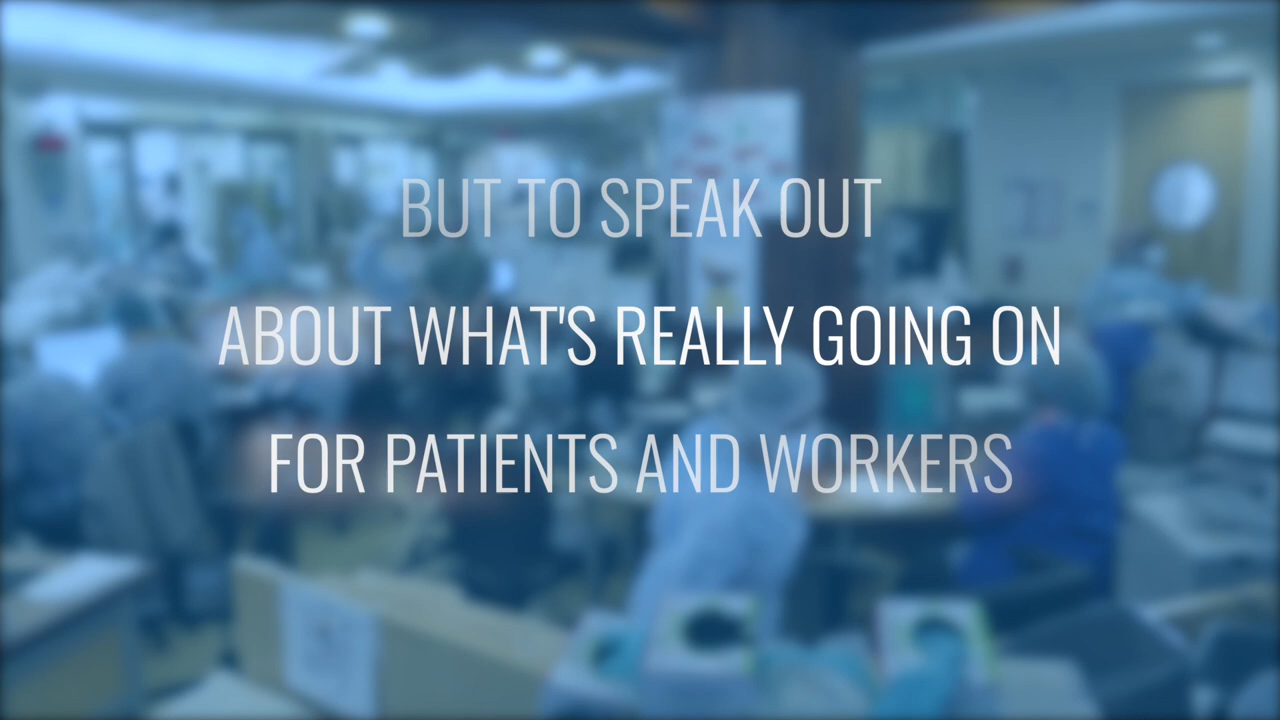 BUT TO SPEAK OUT
ABOUT WHAT'S REALLY GOING ON
FOR PATIENTS AND WORKERS